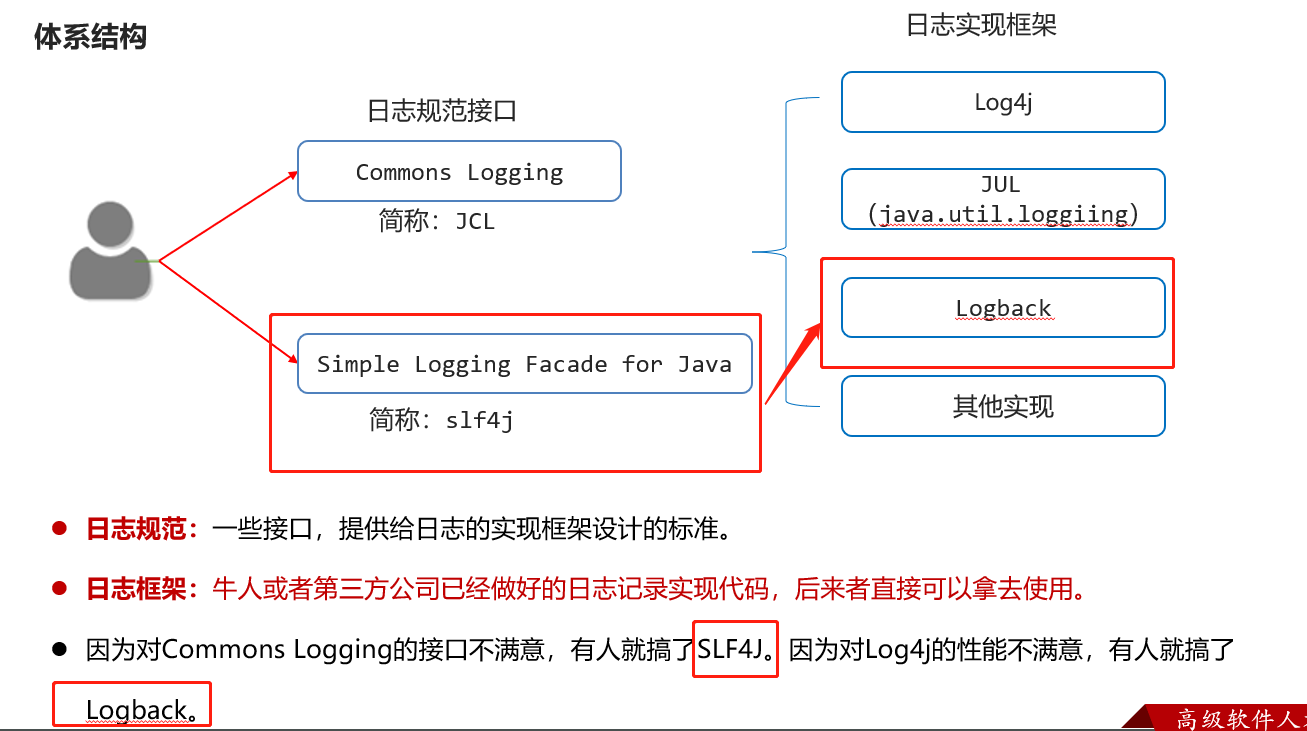 体系结构
日志实现框架
日志规范接口
Commons Logging
简称：JCL
Simple Logging Facade for Java
简称：slf4j
Log4j
JUL
（java.util.loggiing）
Logback
其他实现
日志规范：一些接口，提供给日志的实现框架设计的标准。
日志框架：牛人或者第三方公司已经做好的日志记录实现代码，后来者直接可以拿去使用。
因为对Commons Logging的接口不满意，有人就搞了SLF4J。因为对Log4j的性能不满意，有人就搞了
Logback。
高级软件人